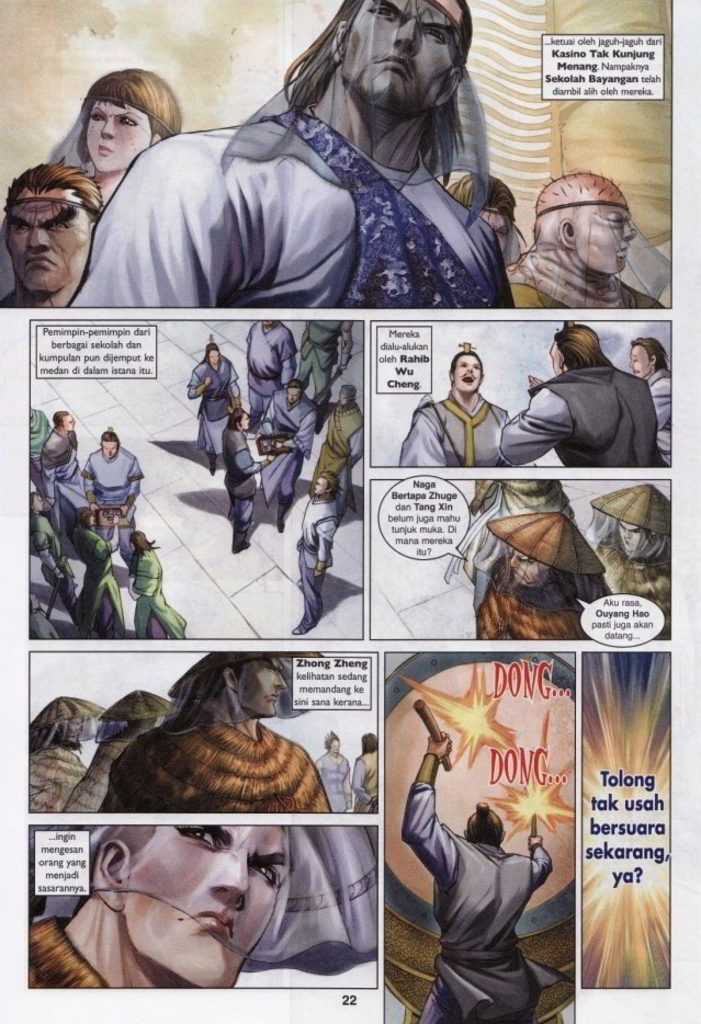 ...ketuai oleh jaguh-jaguh dari
Kasino Tak Kunjung
Menang. Nampaknya
Sekolah Bayangan telah
diambil alih oleh mereka.
Pemimpin-pemimpin dari
berbagai sekolah dan
kumpulan pun dijemput ke
medan di dalam istana itu.
Mereka
dialu-alukan
oleh Rahib
Wu
Cheng.
Naga
Bertapa Zhuge
dan Tang Xin
belum juga mahu
tunjuk muka. Di
mana mereka
itu?
Aku rasa,
Ouyang Hao
pasti juga akan
datang...
Zhong Zheng
kelihatan sedang
memandang ke
sini sana kerana...
...ingin
mengesan
orang yang
menjadi
sasarannya.
DONG...
DONG...
Tolong
tak usah
bersuara
sekarang,
ya?
22